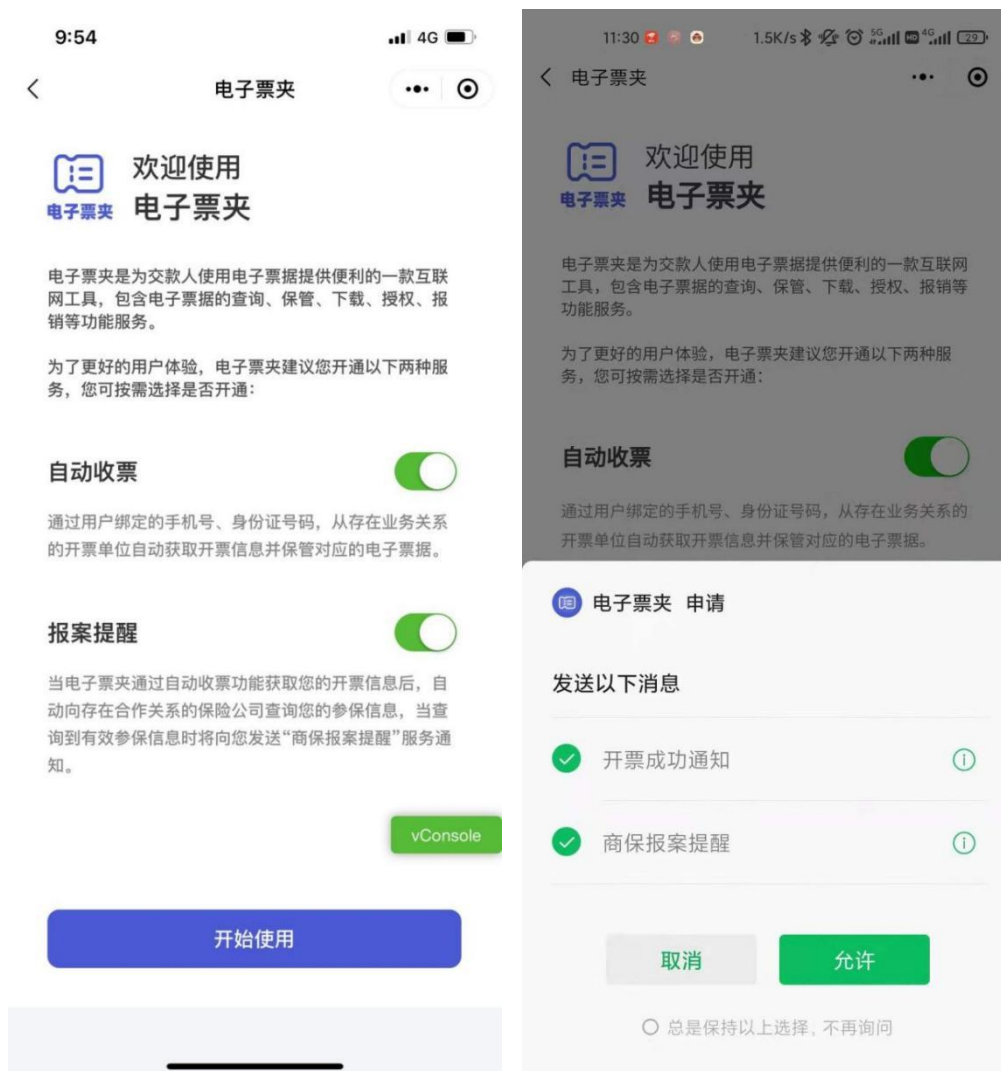 9:54
4G
电子票夹
欢迎使用
电子票夹
电子票夹
电子票夹是为交款人使用电子票据提供便利的一款互联
网工具，包含电子票据的查询、保管、下载、授权、报
销等功能服务。
为了更好的用户体验，电子票夹建议您开通以下两种服
务，您可按需选择是否开通：
自动收票
通过用户绑定的手机号、身份证号码，从存在业务关系
的开票单位自动获取开票信息并保管对应的电子票据。
报案提醒
当电子票夹通过自动收票功能获取您的开票信息后，自
动向存在合作关系的保险公司查询您的参保信息，当查
询到有效参保信息时将向您发送“商保报案提醒”服务通
知。
vConsole
开始使用
11:30
1.5K/s
5G
HD
4G
29
电子票夹
欢迎使用
电子票夹
电子票夹
电子票夹是为交款人使用电子票据提供便利的一款互联网
工具，包含电子票据的查询、保管、下载、授权、报销等
功能服务。
为了更好的用户体验，电子票夹建议您开通以下两种服
务，您可按需选择是否开通：
自动收票
通过用户绑定的手机号、身份证号码，从存在业务关系的
开票单位自动获取开票信息并保管对应的电子票据。
电子票夹 申请
发送以下消息
开票成功通知
商保报案提醒
取消
允许
总是保持以上选择，不再询问